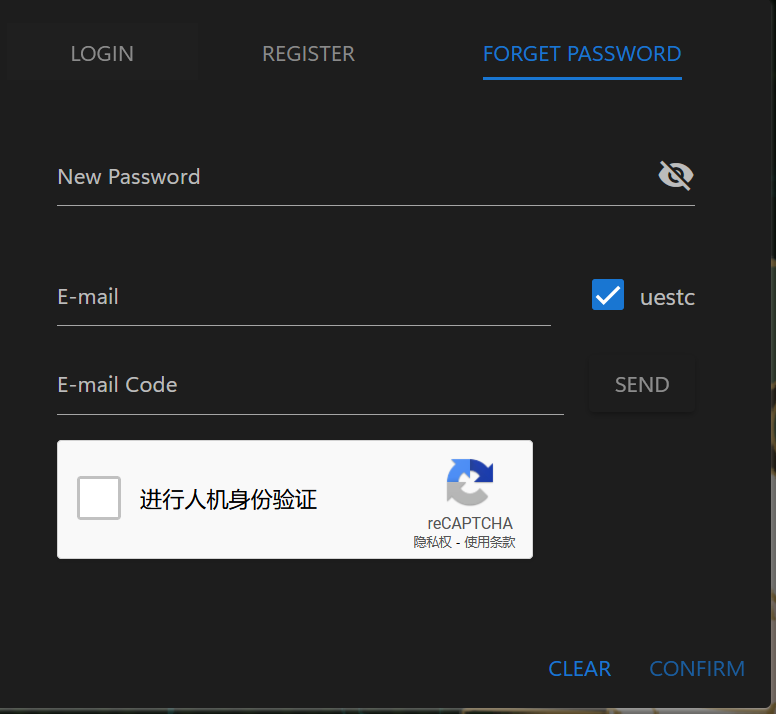 LOGIN
REGISTER
FORGET PASSWORD
New Password
E-mail
uestc
E-mail Code
SEND
进行人机身份验证
reCAPTCHA
隐私权 - 使用条款
CLEAR
CONFIRM